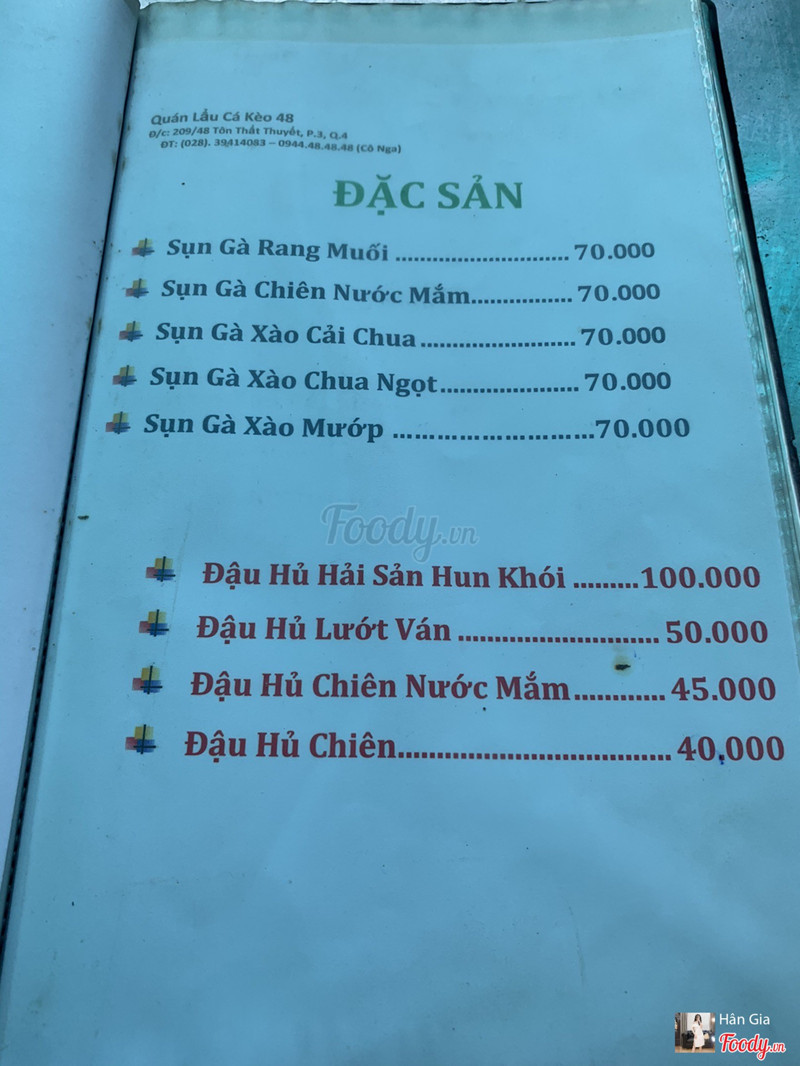 Quán Lẩu Cá Kèo 48
Đ/c: 209/48 Tôn Thất Thuyết, P.3, Q.4
ĐT: (028). 39414083 – 0944.48.48.48 (Cô Nga)
ĐẶC SẢN
Sụn Gà Rang Muối ............................ 70.000
Sụn Gà Chiên Nước Mắm................ 70.000
Sụn Gà Xào Cải Chua ......................... 70.000
Sụn Gà Xào Chua Ngọt...................... 70.000
Sụn Gà Xào Mướp ..............................70.000
Foody.vn
Đậu Hủ Hải Sản Hun Khói .........100.000
Đậu Hủ Lướt Ván ............................ 50.000
Đậu Hủ Chiên Nước Mắm............ 45.000
Đậu Hủ Chiên..................................... 40.000
Hân Gia
Foody.vn